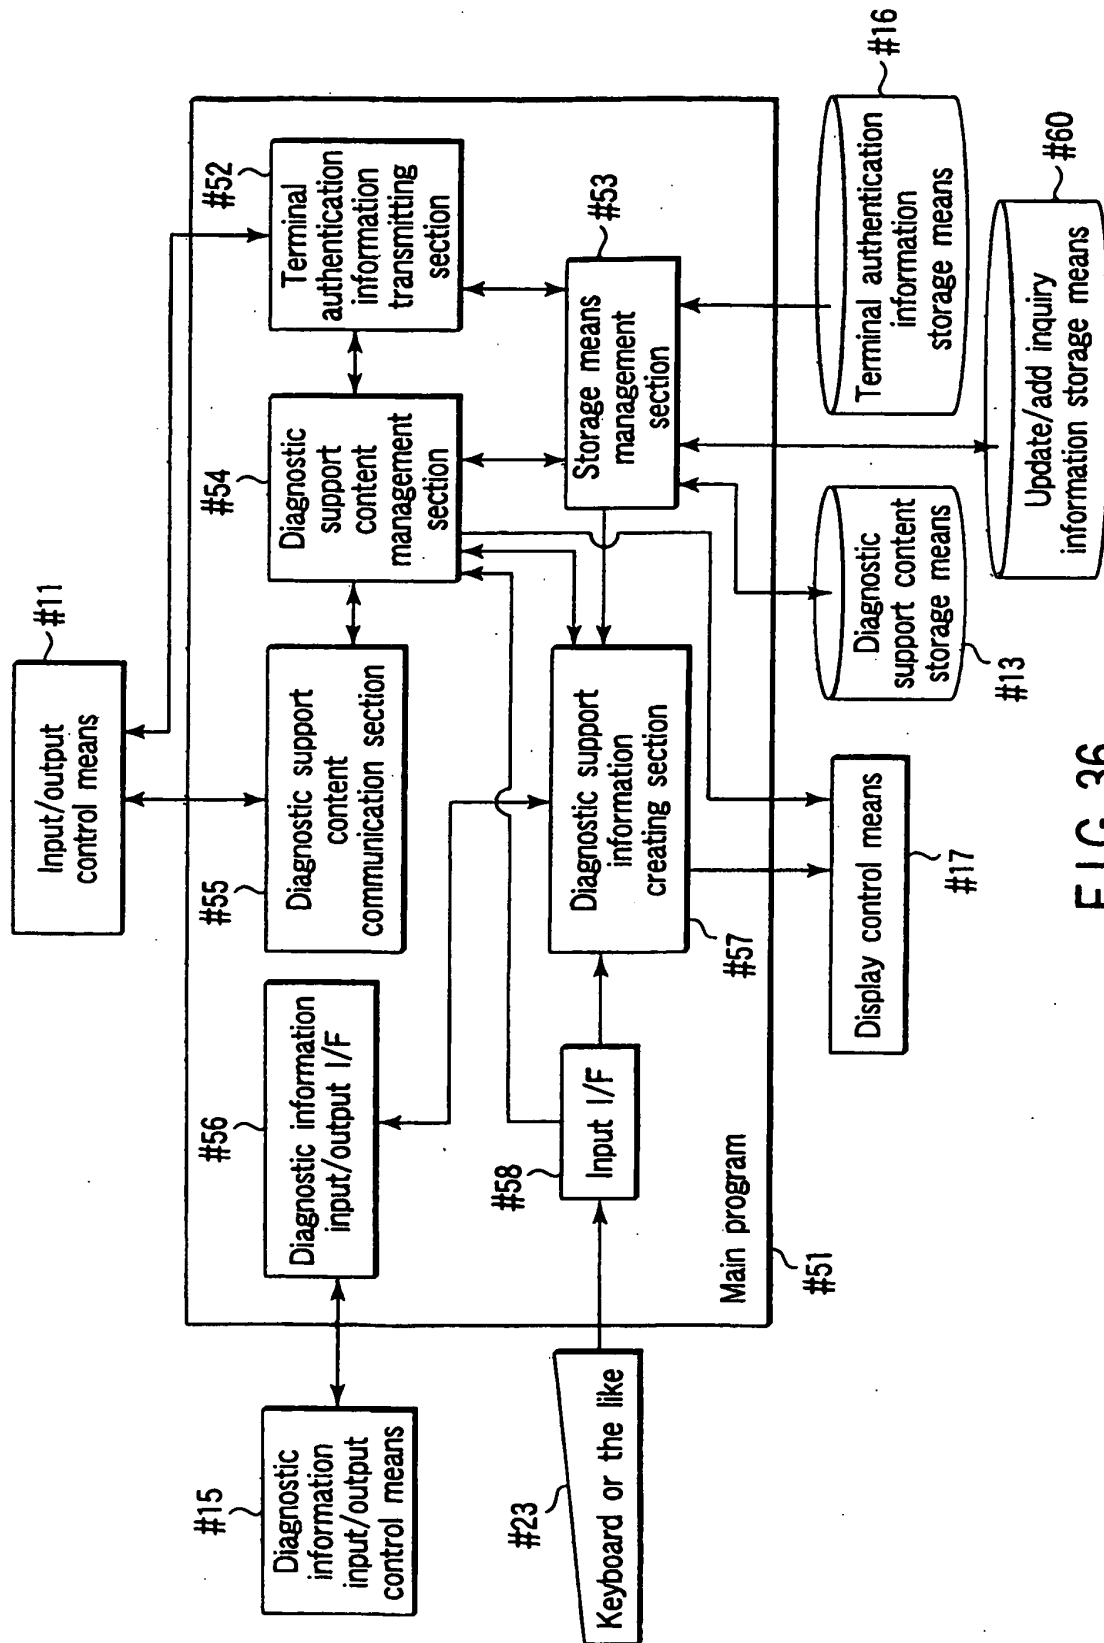 #11
Input/output
control means
#15
Diagnostic
information
input/output
control means
#56
Diagnostic information
input/output I/F
#55
Diagnostic support
content
communication section
#54
Diagnostic
support
content
management
section
#52
Terminal
authentication
information
transmitting
section
#23
Keyboard or the like
#58
Input I/F
#57
Diagnostic support
information
creating section
#53
Storage means
management
section
Main program
#51
Display control means
#17
Diagnostic
support content
storage means
#13
Terminal authentication
information
storage means
#16
Update/add inquiry
information storage means
#60
FIG. 36